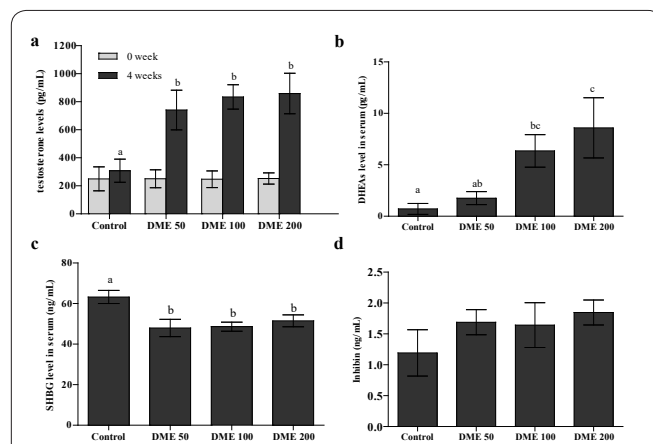 a
testosterone levels (pg/mL)
1200
1000
800
600
400
200
0
0 week
4 weeks
a
b
b
b
Control
DME 50
DME 100
DME 200
b
DHEAs level in serum (pg/mL)
15
10
5
0
a
ab
bc
c
Control
DME 50
DME 100
DME 200
c
SHBG level in serum (ng/mL)
80
60
40
20
0
a
b
b
b
Control
DME 50
DME 100
DME 200
d
Inhibin (ng/mL)
2.5
2.0
1.5
1.0
0.5
0.0
Control
DME 50
DME 100
DME 200